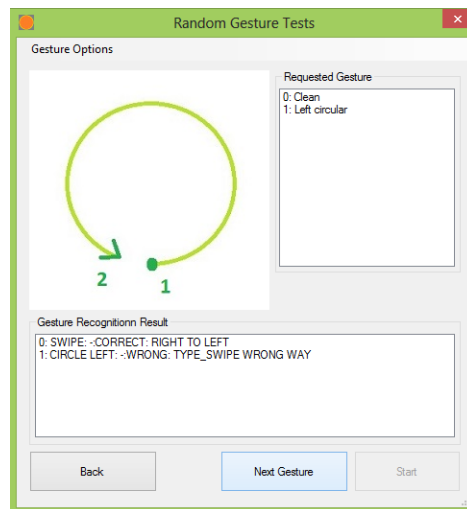 Random Gesture Tests
Gesture Options
Requested Gesture
0: Clean
1: Left circular
2
1
Gesture Recognitionn Result
0: SWIPE: -:CORRECT: RIGHT TO LEFT
1: CIRCLE LEFT: -:WRONG: TYPE_SWIPE WRONG WAY
Back
Next Gesture
Start